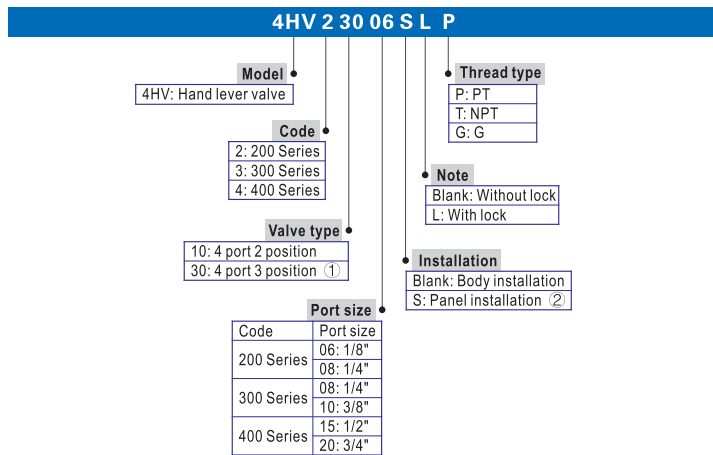 4HV 2 30 06 S L P
Model
4HV: Hand lever valve
Code
2: 200 Series
3: 300 Series
4: 400 Series
Valve type
10: 4 port 2 position
30: 4 port 3 position ①
Port size
Code Port size
200 Series 06: 1/8"
08: 1/4"
300 Series 08: 1/4"
10: 3/8"
400 Series 15: 1/2"
20: 3/4"
Installation
Blank: Body installation
S: Panel installation ②
Note
Blank: Without lock
L: With lock
Thread type
P: PT
T: NPT
G: G